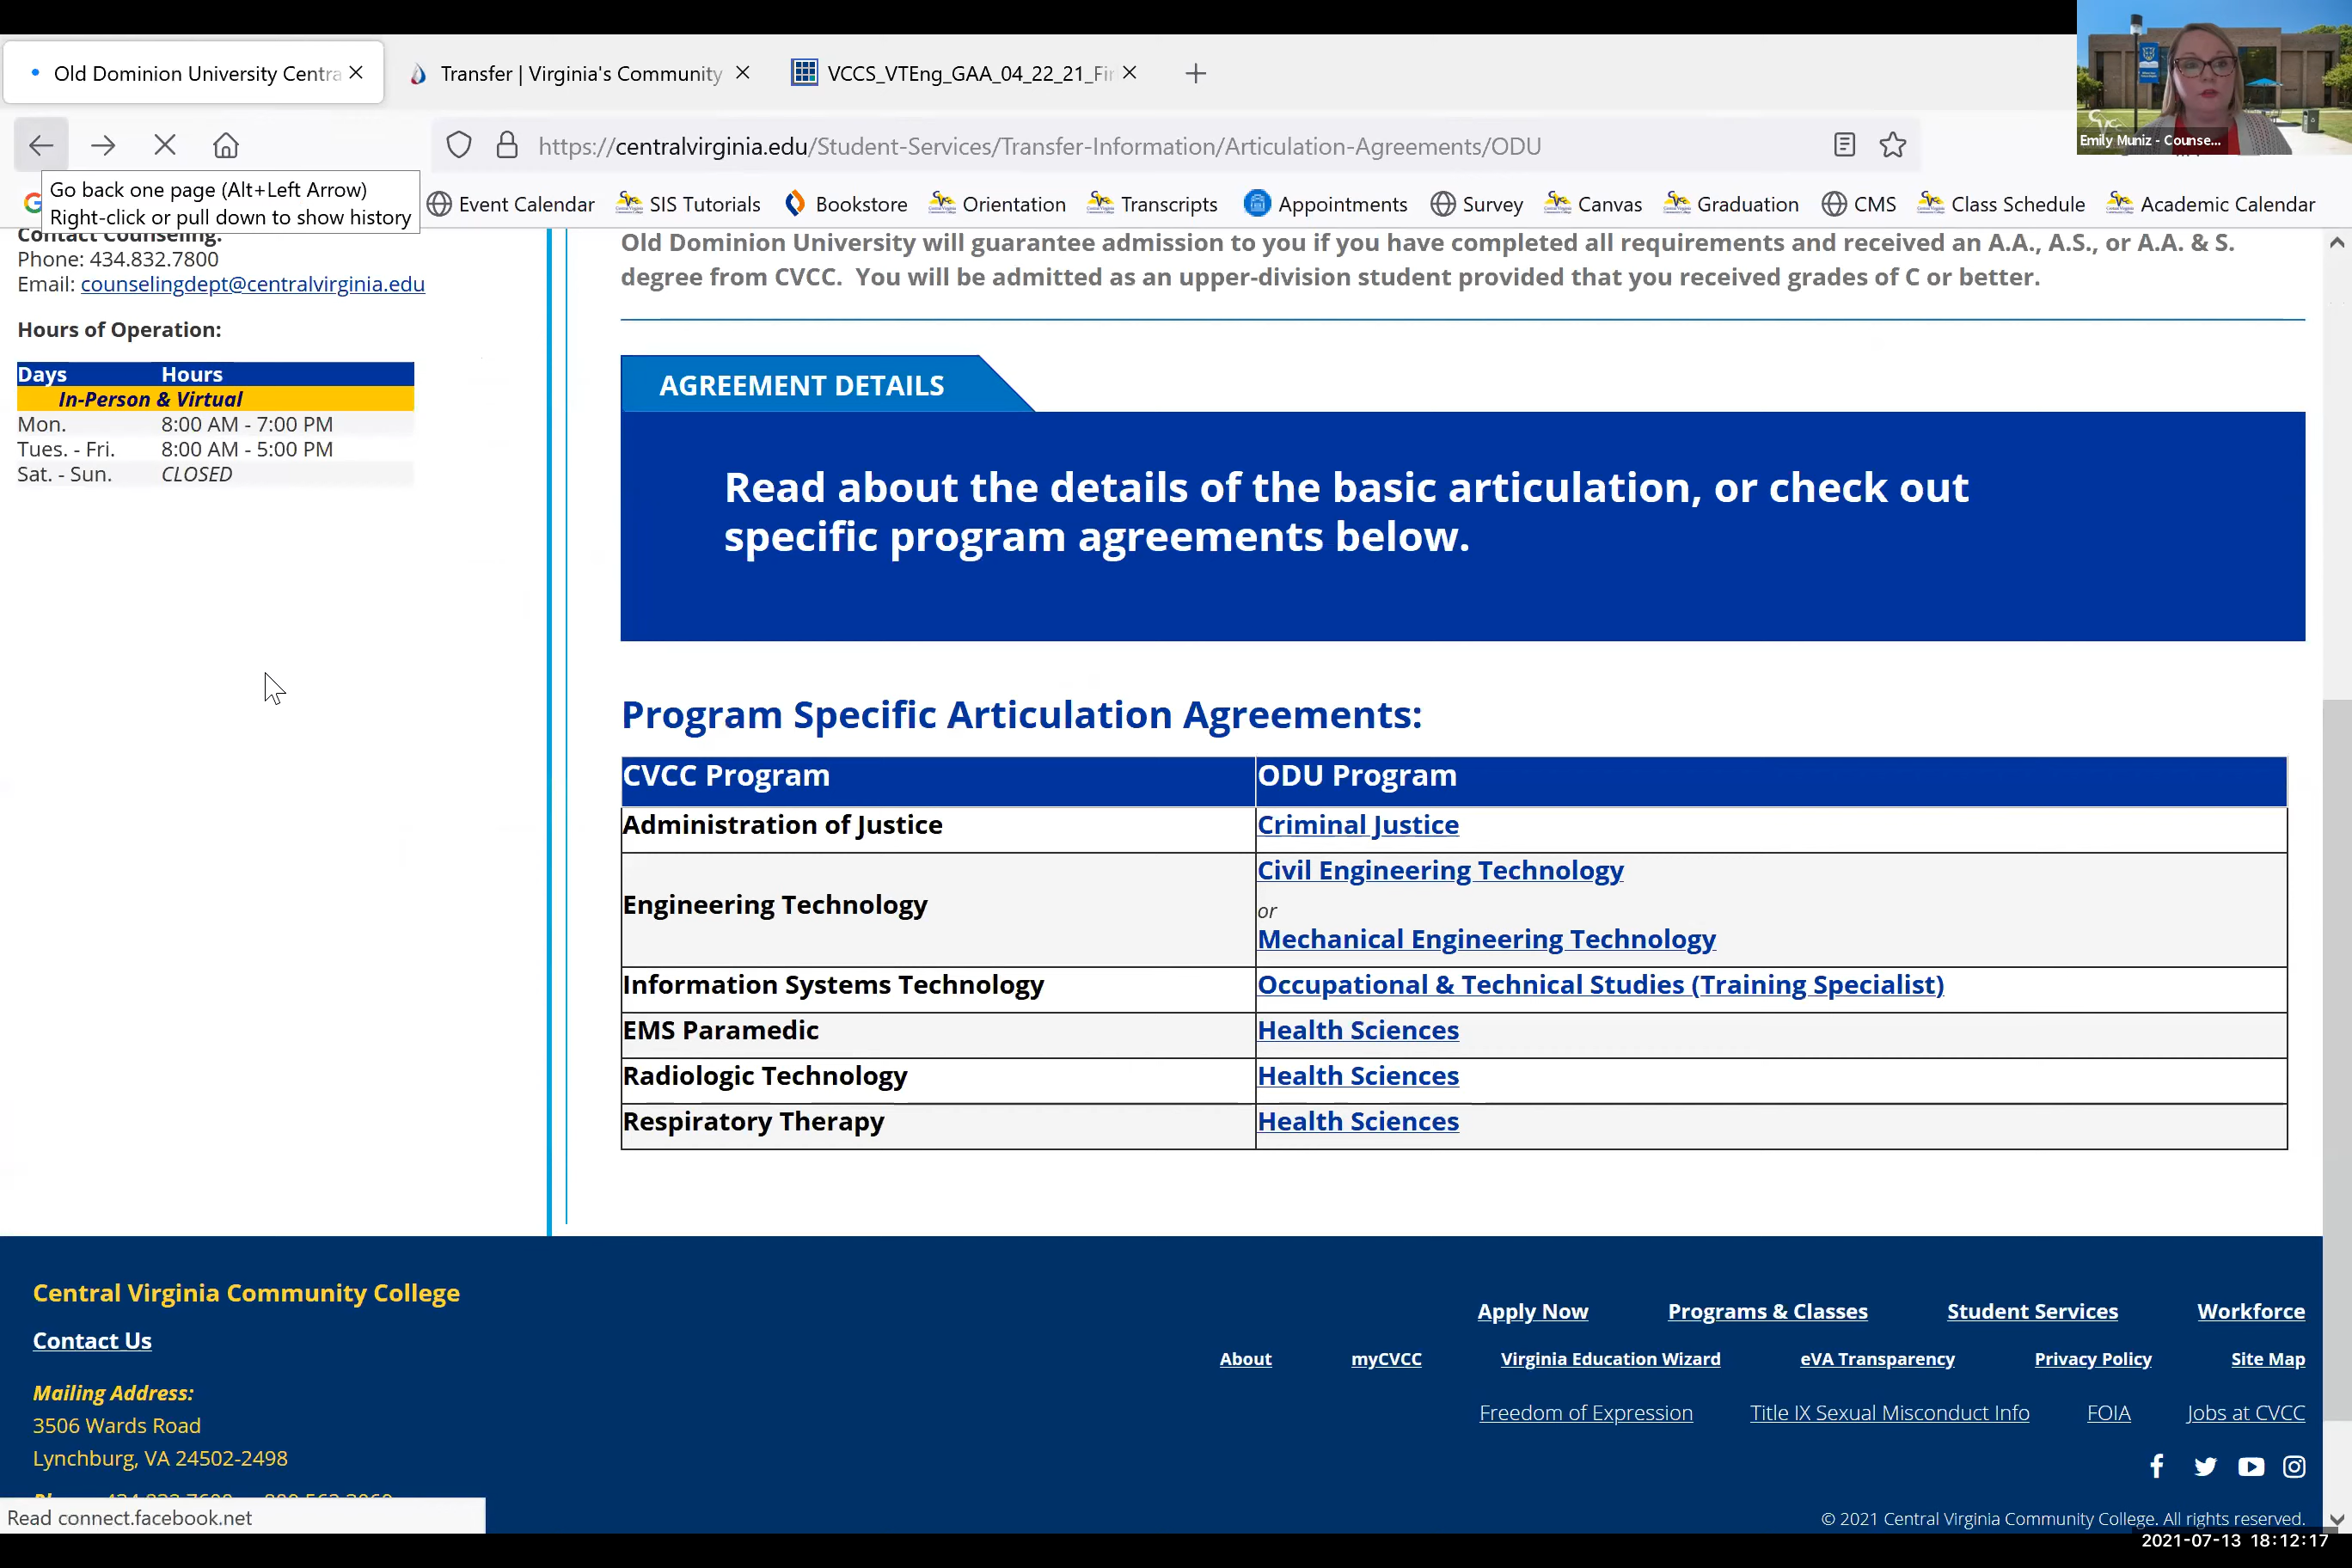 Old Dominion University Centra
Transfer | Virginia's Community
VCCS_VTEng_GAA_04_22_21_Fir
https://centralvirginia.edu/Student-Services/Transfer-Information/Articulation-Agreements/ODU
Emily Muniz - Counse...
Go back one page (Alt+Left Arrow)
Right-click or pull down to show history
Event Calendar SIS Tutorials Bookstore Orientation Transcripts Appointments Survey Canvas Graduation CMS Class Schedule Academic Calendar
Contact Counseling:
Phone: 434.832.7800
Email: counselingdept@centralvirginia.edu
Hours of Operation:
Days Hours
In-Person & Virtual
Mon. 8:00 AM - 7:00 PM
Tues. - Fri. 8:00 AM - 5:00 PM
Sat. - Sun. CLOSED
Old Dominion University will guarantee admission to you if you have completed all requirements and received an A.A., A.S., or A.A. & S.
degree from CVCC. You will be admitted as an upper-division student provided that you received grades of C or better.
AGREEMENT DETAILS
Read about the details of the basic articulation, or check out
specific program agreements below.
Program Specific Articulation Agreements:
CVCC Program ODU Program
Administration of Justice Criminal Justice
Engineering Technology Civil Engineering Technology
or
Mechanical Engineering Technology
Information Systems Technology Occupational & Technical Studies (Training Specialist)
EMS Paramedic Health Sciences
Radiologic Technology Health Sciences
Respiratory Therapy Health Sciences
Central Virginia Community College
Contact Us
Mailing Address:
3506 Wards Road
Lynchburg, VA 24502-2498
Apply Now Programs & Classes Student Services Workforce
About myCVCC Virginia Education Wizard eVA Transparency Privacy Policy Site Map
Freedom of Expression Title IX Sexual Misconduct Info FOIA Jobs at CVCC
Read connect.facebook.net
© 2021 Central Virginia Community College. All rights reserved.
2021-07-13 18:12:17